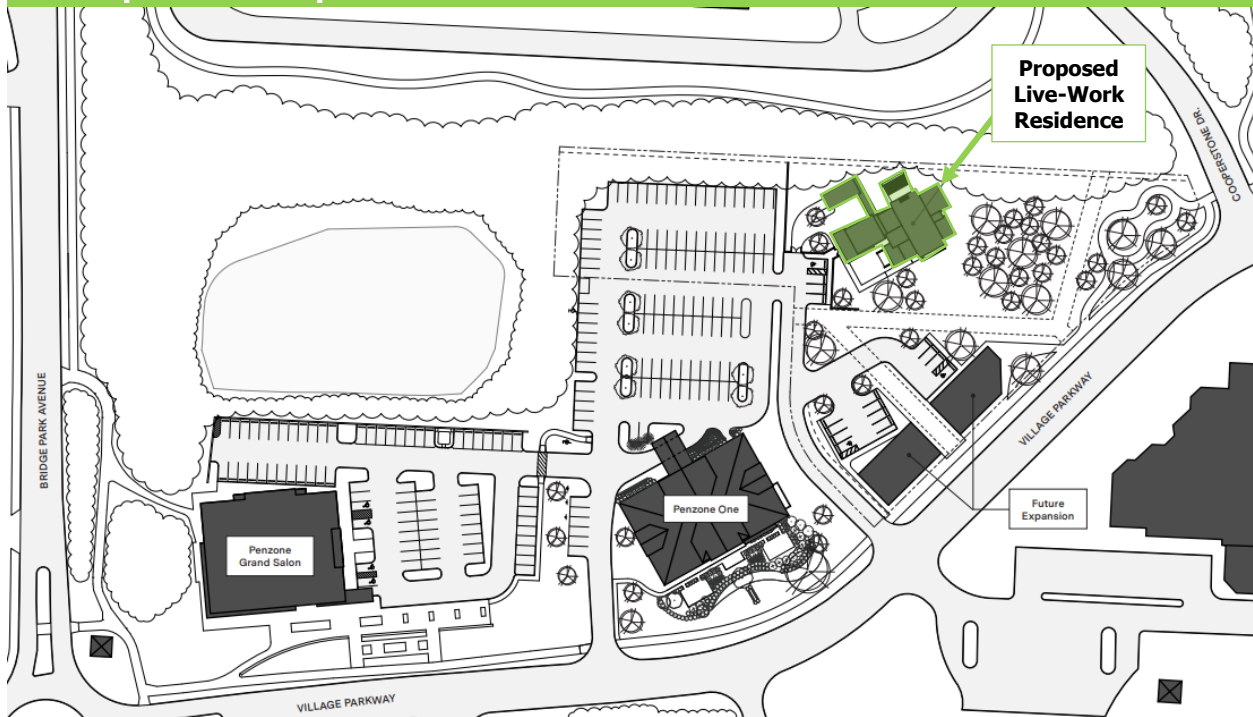 Proposed
Live-Work
Residence
COOPERSTONE DR.
BRIDGE PARK AVENUE
VILLAGE PARKWAY
Penzone One
Future
Expansion
Penzone
Grand Salon
VILLAGE PARKWAY